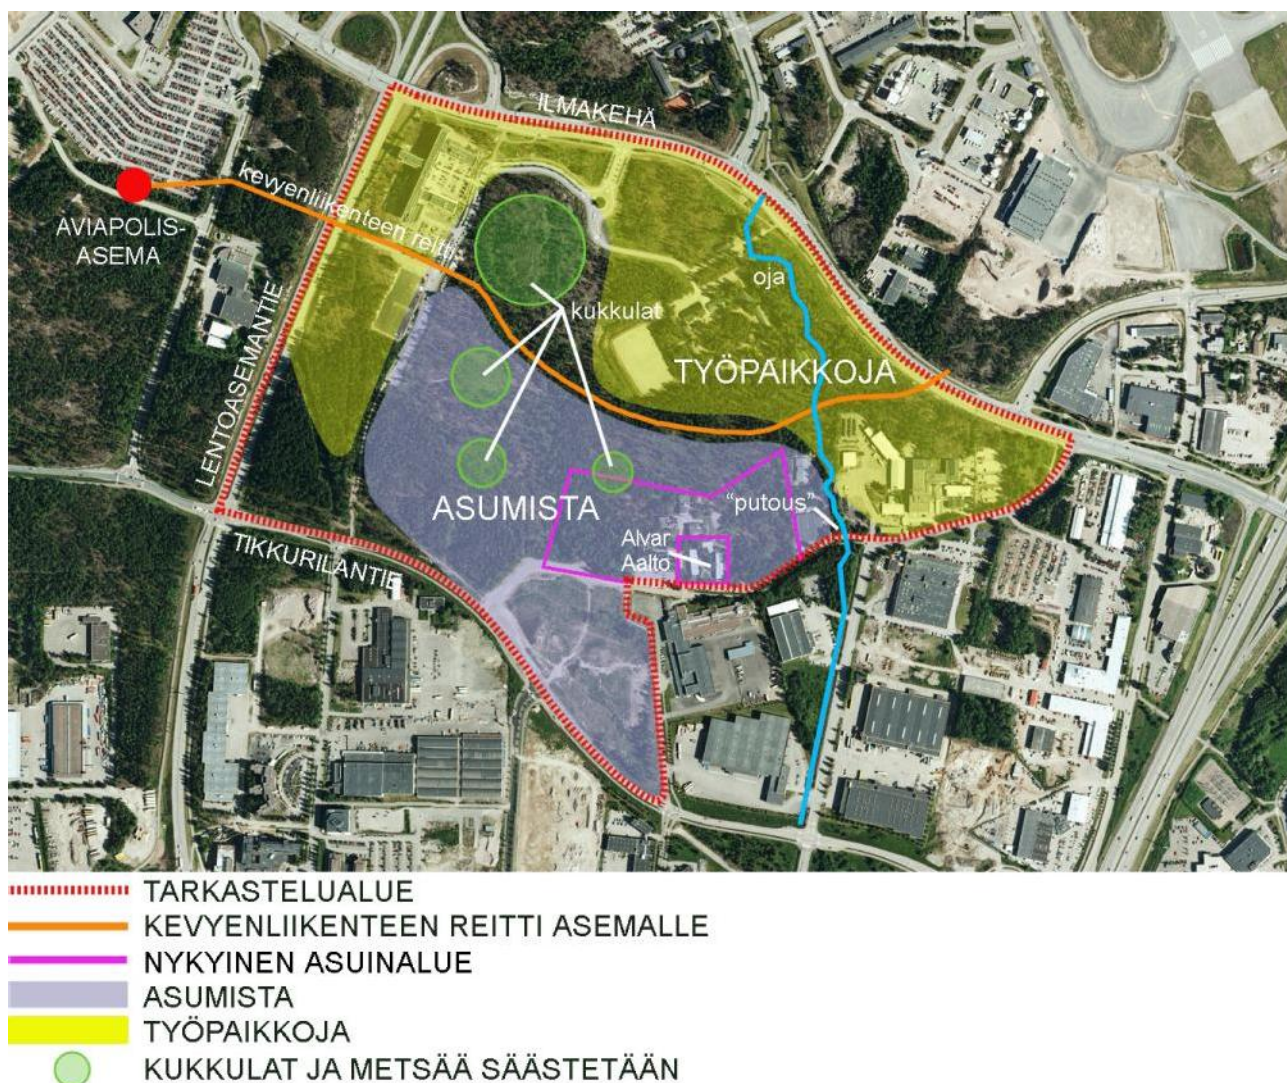 ILMAKEHÄ
kevyenliikenteen reitti
AVIAPOLIS-
ASEMA
oja
kukkulat
LENTOASEMANTIE
TYÖPAIKKOJA
ASUMISTA
"putous"
Alvar
Aalto
TIKKURILANTIE
TARKASTELUALUE
KEVYENLIIKENTEEN REITTI ASEMALLE
NYKYINEN ASUINALUE
ASUMISTA
TYÖPAIKKOJA
KUKKULAT JA METSÄÄ SÄÄSTETÄÄN